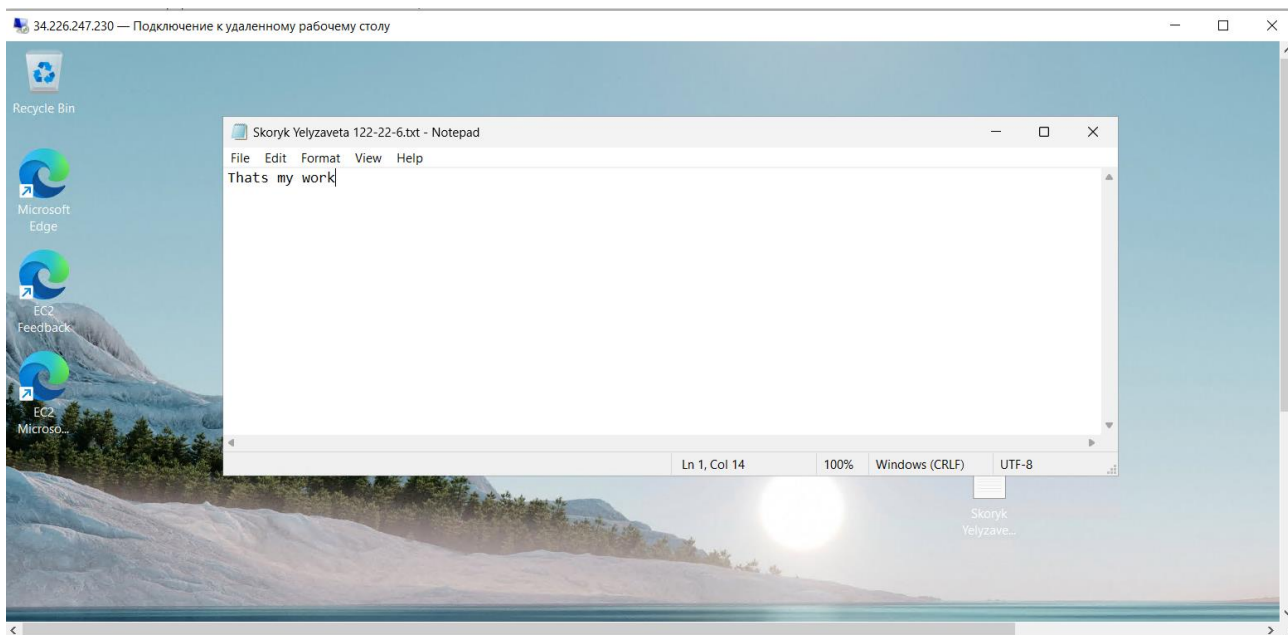 34.226.247.230 — Подключение к удаленному рабочему столу
Recycle Bin
Skoryk Yelyzaveta 122-22-6.txt - Notepad
File Edit Format View Help
Thats my work
Microsoft
Edge
EC2
Feedback
EC2
Microso...
Ln 1, Col 14 100% Windows (CRLF) UTF-8
Skoryk
Yelyzave...